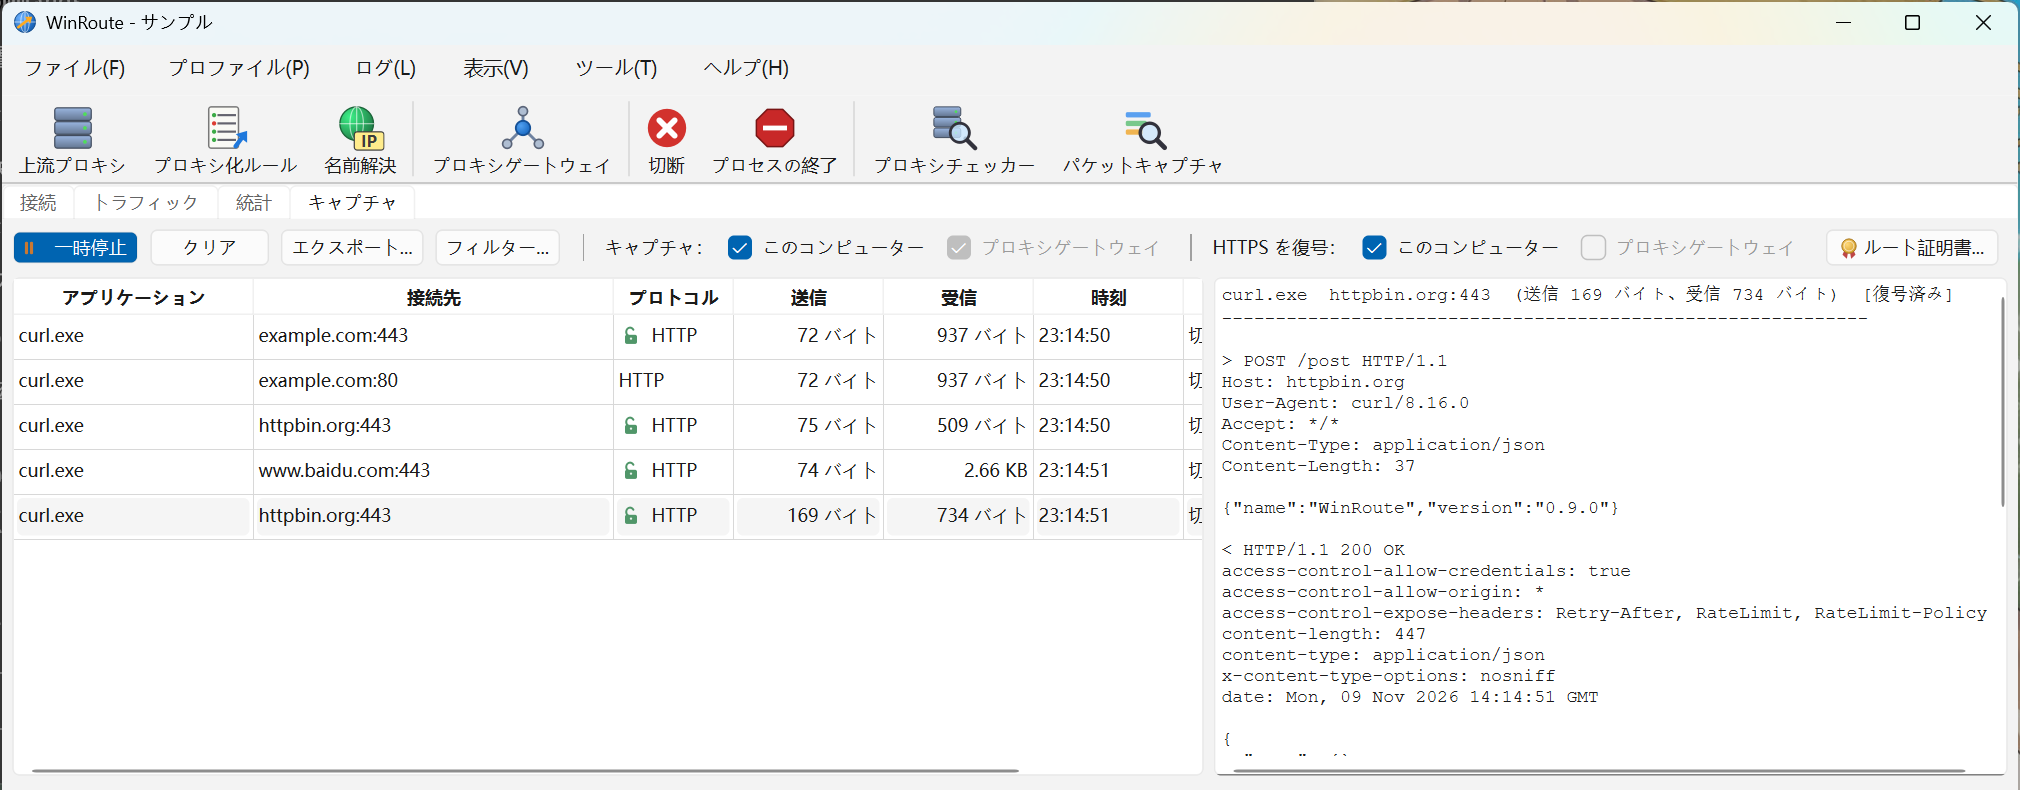 WinRoute - サンプル
ファイル(F) プロファイル(P) ログ(L) 表示(V) ツール(T) ヘルプ(H)
上流プロキシ プロキシ化ルール 名前解決 プロキシゲートウェイ 切断 プロセスの終了 プロキシチェッカー パケットキャプチャ
IP
接続 トラフィック 統計 キャプチャ
一時停止 クリア エクスポート... フィルター... キャプチャ: このコンピューター プロキシゲートウェイ HTTPS を復号: このコンピューター プロキシゲートウェイ ルート証明書...
アプリケーション 接続先 プロトコル 送信 受信 時刻
curl.exe example.com:443 HTTP 72 バイト 937 バイト 23:14:50 切
curl.exe example.com:80 HTTP 72 バイト 937 バイト 23:14:50 切
curl.exe httpbin.org:443 HTTP 75 バイト 509 バイト 23:14:50 切
curl.exe www.baidu.com:443 HTTP 74 バイト 2.66 KB 23:14:51 切
curl.exe httpbin.org:443 HTTP 169 バイト 734 バイト 23:14:51 切
curl.exe httpbin.org:443 (送信 169 バイト、受信 734 バイト) [復号済み]
------------------------------------------------------------
> POST /post HTTP/1.1
Host: httpbin.org
User-Agent: curl/8.16.0
Accept: */*
Content-Type: application/json
Content-Length: 37
{"name":"WinRoute","version":"0.9.0"}
< HTTP/1.1 200 OK
access-control-allow-credentials: true
access-control-allow-origin: *
access-control-expose-headers: Retry-After, RateLimit, RateLimit-Policy
content-length: 447
content-type: application/json
x-content-type-options: nosniff
date: Mon, 09 Nov 2026 14:14:51 GMT
{